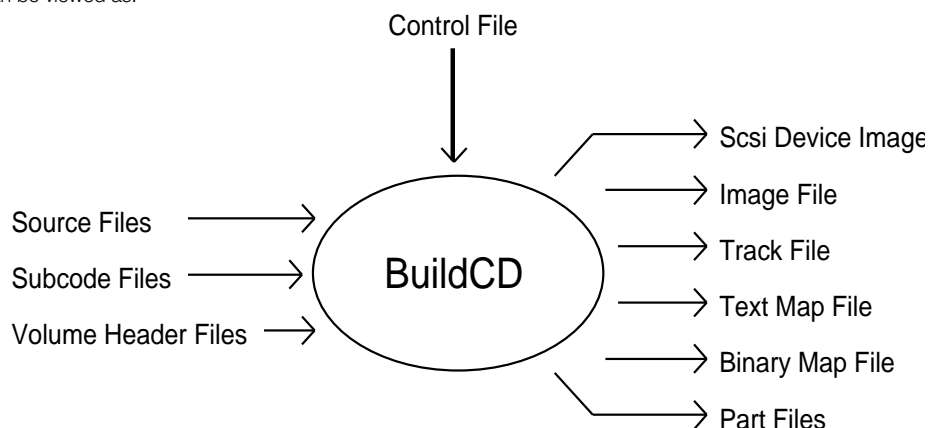 be viewed as:
Control File
Scsi Device Image
Image File
Source Files
Track File
Subcode Files
BuildCD
Text Map File
Volume Header Files
Binary Map File
Part Files